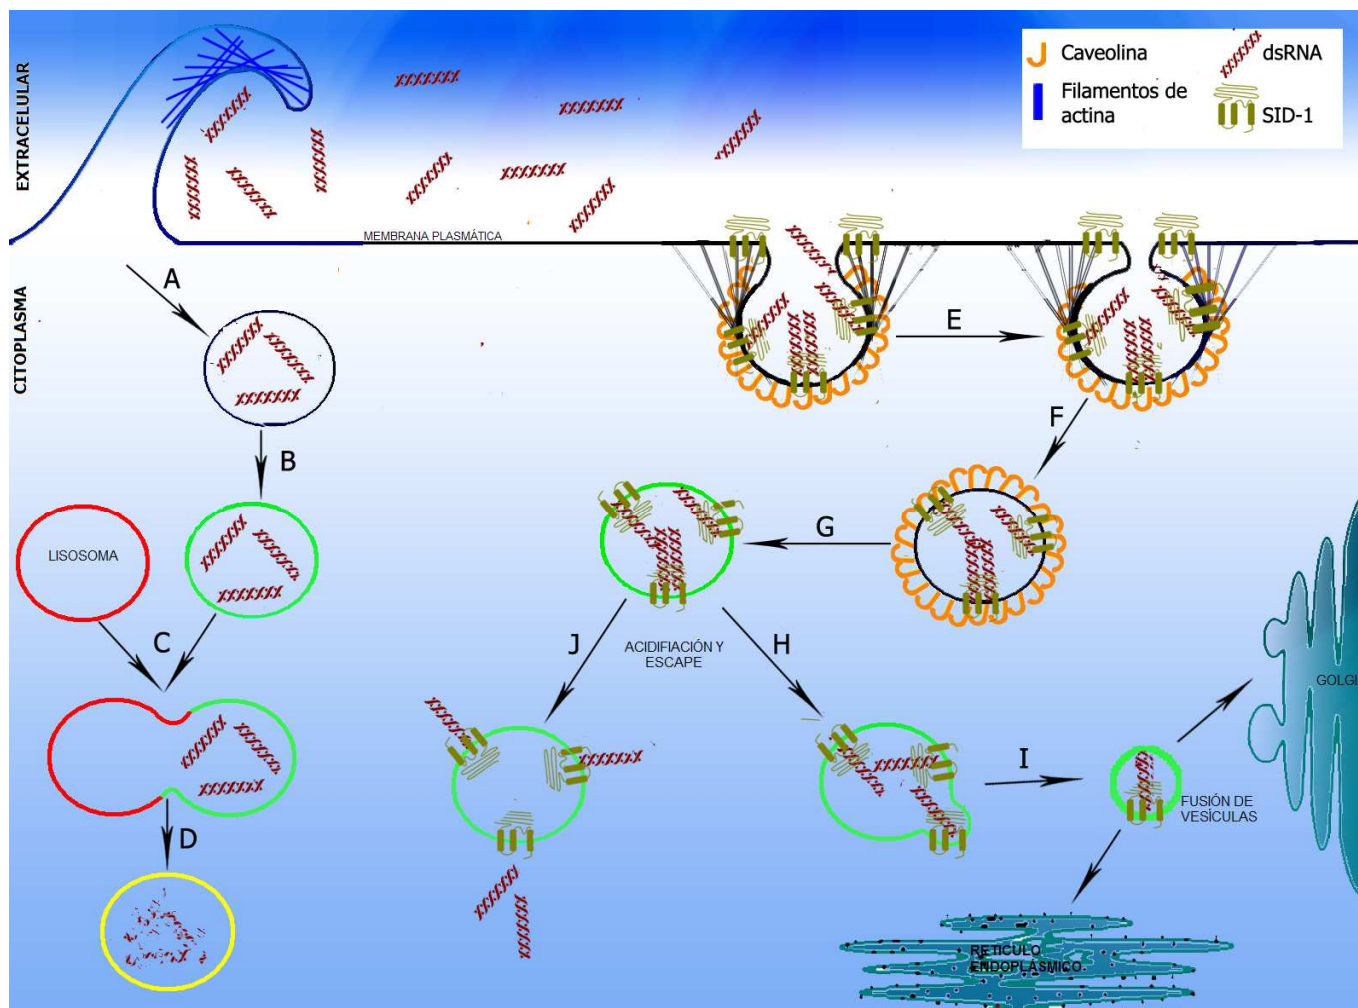 EXTRACELULAR
CITOPLASMA
Caveolina
dsRNA
Filamentos de
actina
SID-1
MEMBRANA PLASMÁTICA
A
E
B
F
LISOSOMA
G
C
J
ACIDIFIACIÓN Y
ESCAPE
H
GOLGI
I
FUSIÓN DE
VESÍCULAS
D
RETICULO
ENDOPLÁSMICO